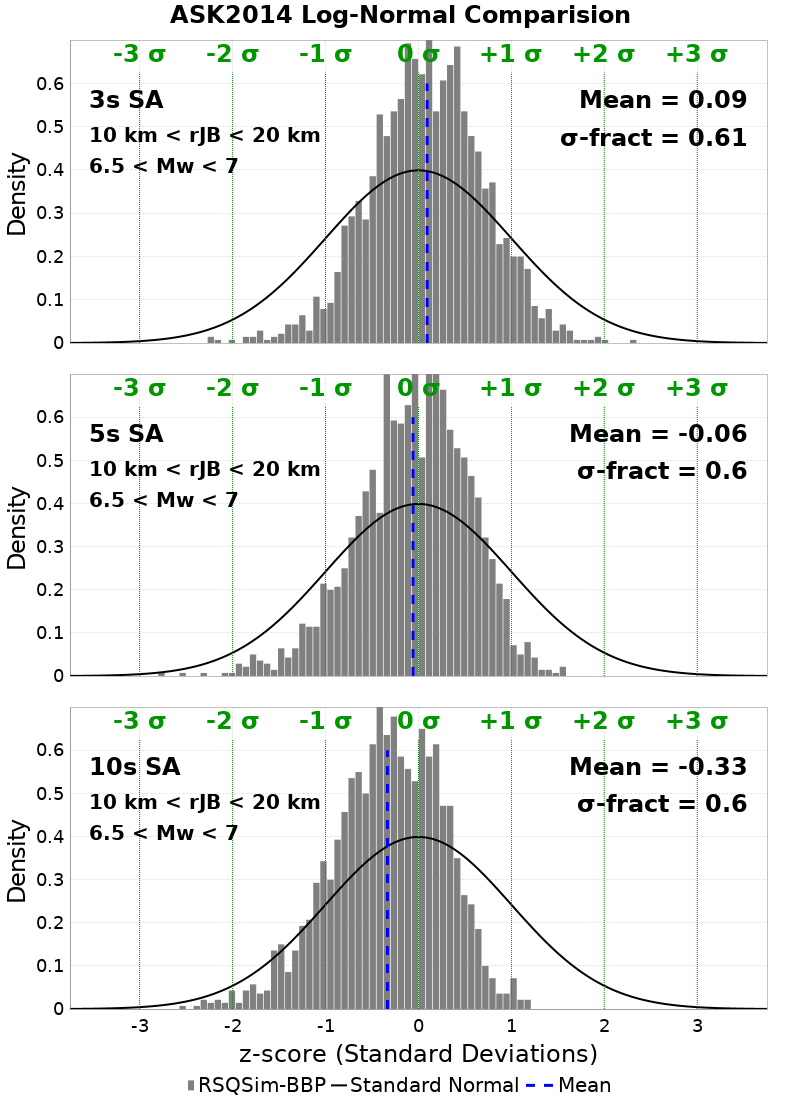 ASK2014 Log-Normal Comparision
-3 σ -2 σ -1 σ 0 σ +1 σ +2 σ +3 σ
3s SA
10 km < rJB < 20 km
6.5 < Mw < 7
Mean = 0.09
σ-fract = 0.61
Density
0.6
0.5
0.4
0.3
0.2
0.1
0
-3 σ -2 σ -1 σ 0 σ +1 σ +2 σ +3 σ
5s SA
10 km < rJB < 20 km
6.5 < Mw < 7
Mean = -0.06
σ-fract = 0.6
Density
0.6
0.5
0.4
0.3
0.2
0.1
0
-3 σ -2 σ -1 σ 0 σ +1 σ +2 σ +3 σ
10s SA
10 km < rJB < 20 km
6.5 < Mw < 7
Mean = -0.33
σ-fract = 0.6
Density
0.6
0.5
0.4
0.3
0.2
0.1
0
-3 -2 -1 0 1 2 3
z-score (Standard Deviations)
RSQSim-BBP Standard Normal Mean